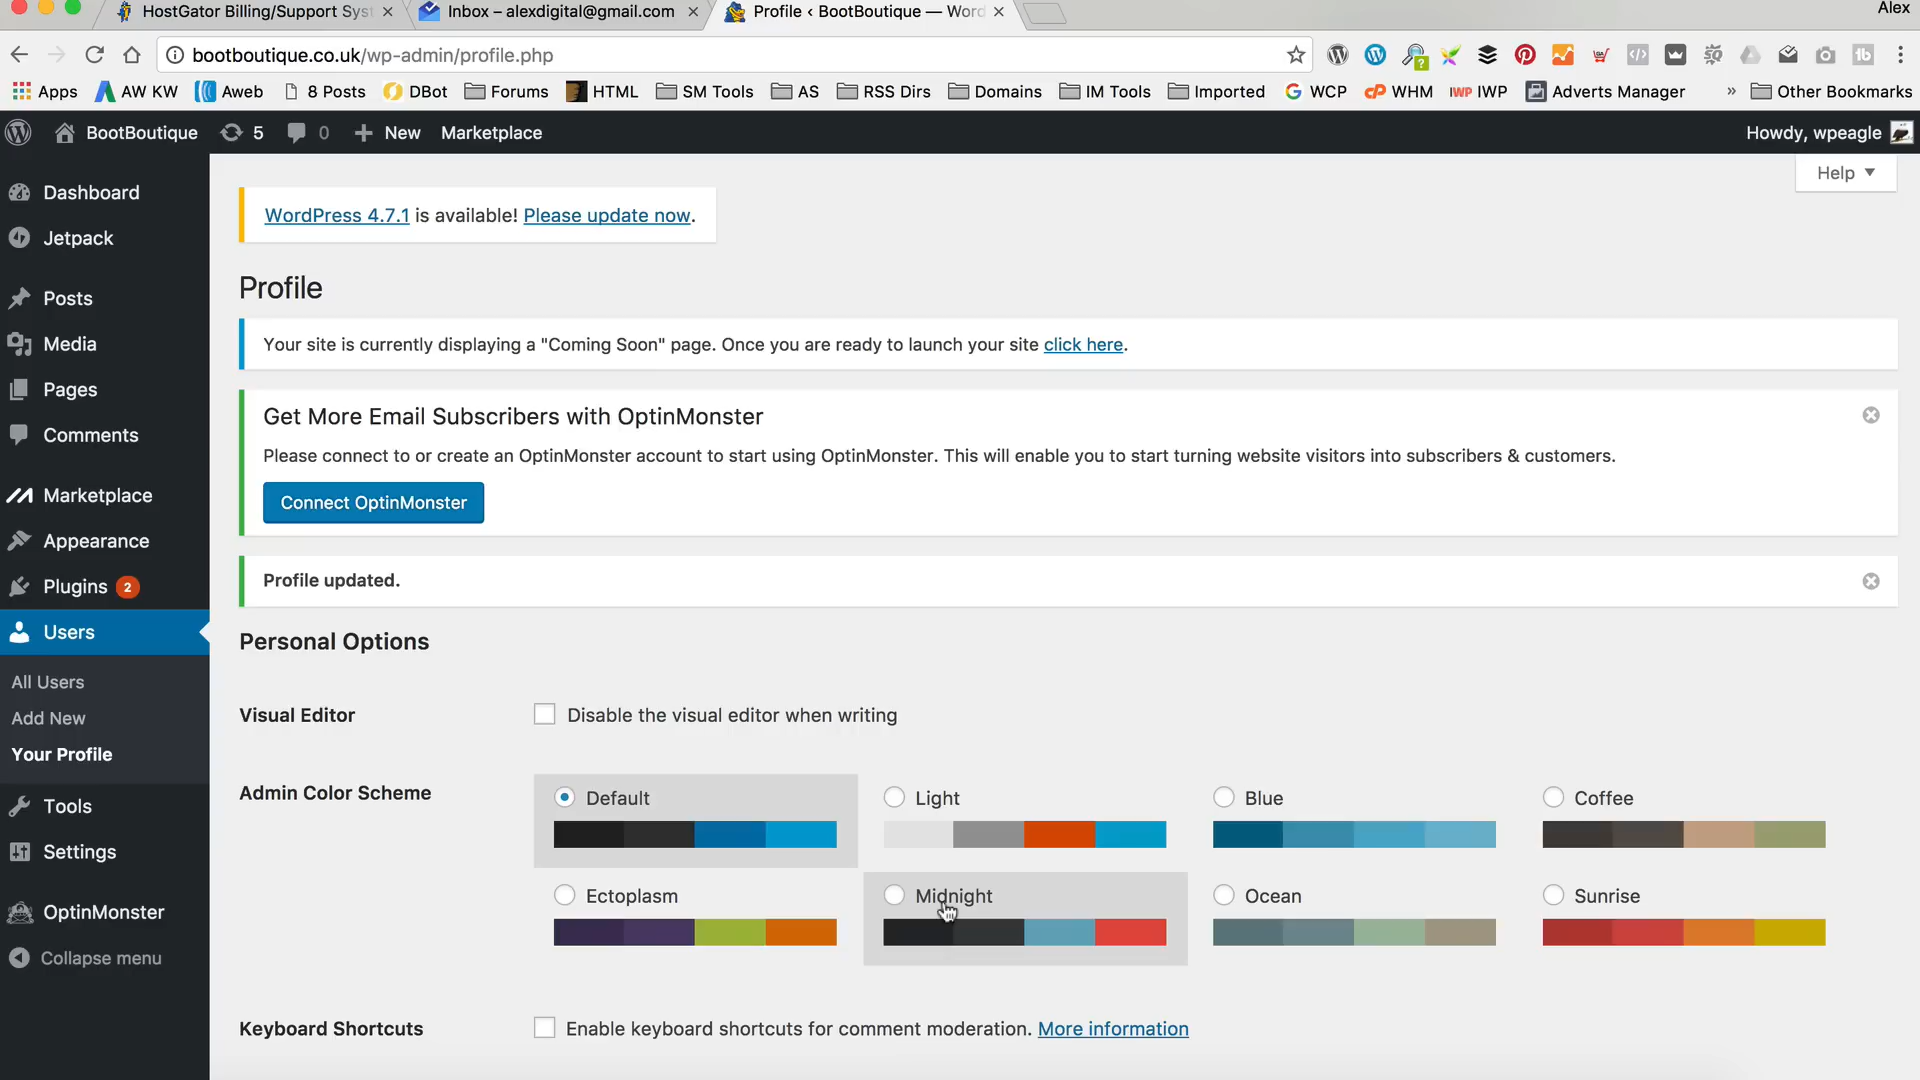 HostGator Billing/Support Syst
Inbox – alexdigital@gmail.com
Profile ‹ BootBoutique — Word
Alex
bootboutique.co.uk/wp-admin/profile.php
Apps
AW KW
Aweb
8 Posts
DBot
Forums
HTML
SM Tools
AS
RSS Dirs
Domains
IM Tools
Imported
WCP
WHM
IWP
Adverts Manager
» Other Bookmarks
BootBoutique
5
0
New
Marketplace
Howdy, wpeagle
Help
Dashboard
Jetpack
Posts
Media
Pages
Comments
Marketplace
Appearance
Plugins 2
Users
All Users
Add New
Your Profile
Tools
Settings
OptinMonster
Collapse menu
WordPress 4.7.1 is available! Please update now.
Profile
Your site is currently displaying a "Coming Soon" page. Once you are ready to launch your site click here.
Get More Email Subscribers with OptinMonster
Please connect to or create an OptinMonster account to start using OptinMonster. This will enable you to start turning website visitors into subscribers & customers.
Connect OptinMonster
Profile updated.
Personal Options
Visual Editor
Disable the visual editor when writing
Admin Color Scheme
Default
Light
Blue
Coffee
Ectoplasm
Midnight
Ocean
Sunrise
Keyboard Shortcuts
Enable keyboard shortcuts for comment moderation. More information